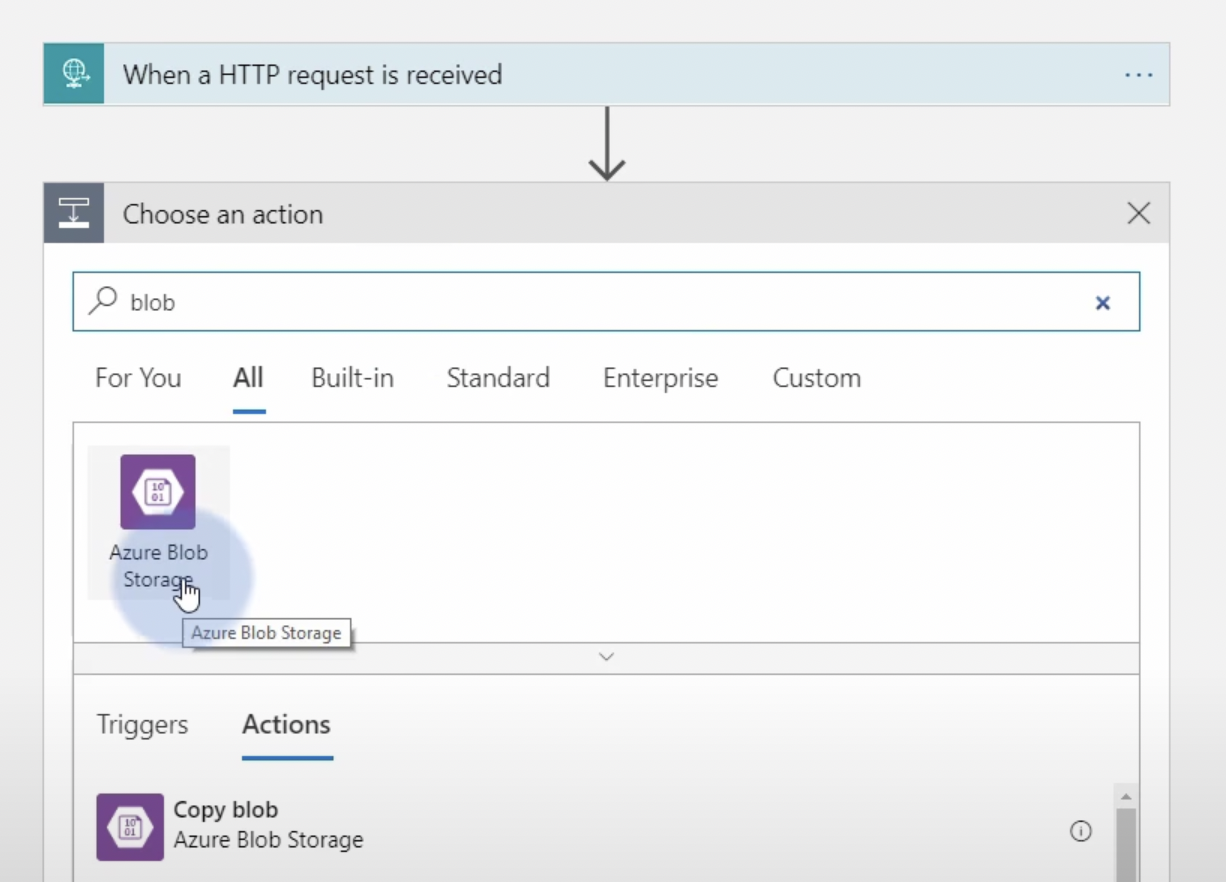 When a HTTP request is received
Choose an action
blob
For You All Built-in Standard Enterprise Custom
10
01
Azure Blob
Storage
Azure Blob Storage
Triggers Actions
10
01
Copy blob
Azure Blob Storage